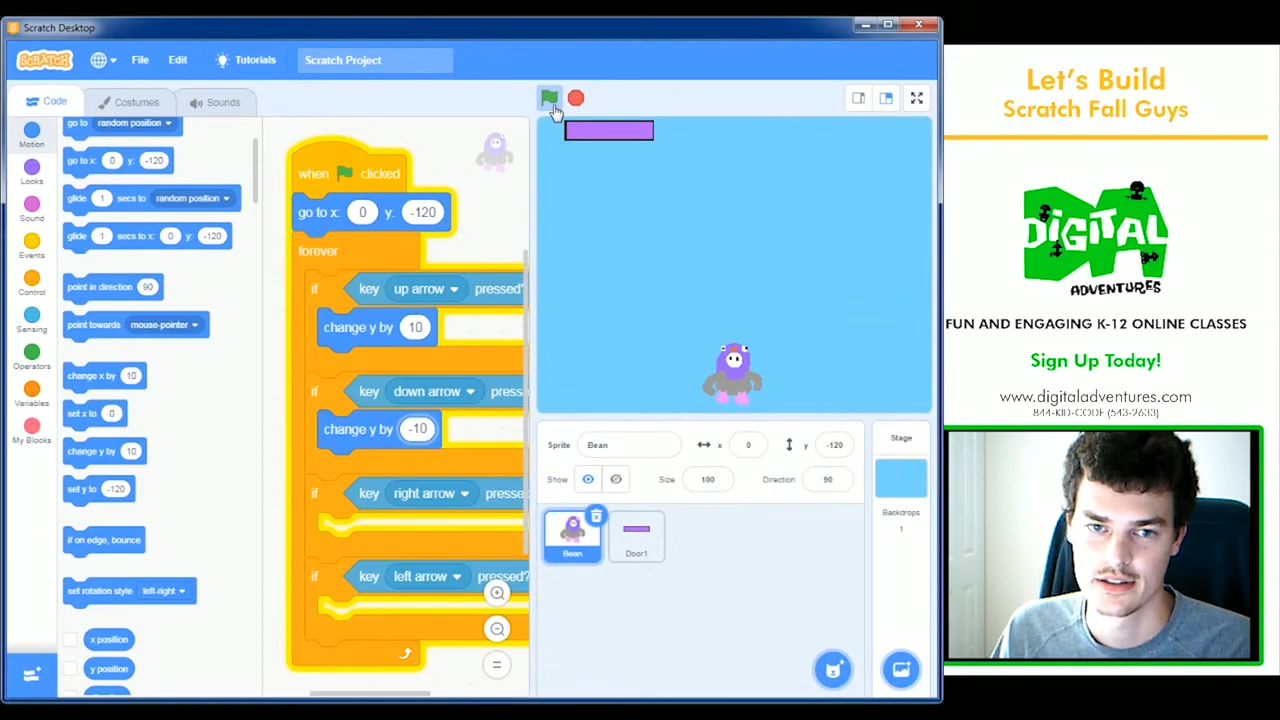 Scratch Desktop
SCRATCH
File
Edit
Tutorials
Scratch Project
Code
Costumes
Sounds
Motion
Looks
Sound
Events
Control
Sensing
Operators
Variables
My Blocks
go to random position
go to x: 0 y: -120
glide 1 secs to random position
glide 1 secs to x: 0 y: -120
point in direction 90
point towards mouse-pointer
change x by 10
set x to 0
change y by 10
set y to -120
if on edge, bounce
set rotation style left-right
x position
y position
when clicked
go to x: 0 y: -120
forever
if key up arrow pressed?
change y by 10
if key down arrow press
change y by -10
if key right arrow presse
if key left arrow pressed?
Sprite Bean x 0 y -120
Show Size 100 Direction 90
Bean
Door1
Stage
Backdrops
1
Let's Build
Scratch Fall Guys
DIGITAL
ADVENTURES
FUN AND ENGAGING K-12 ONLINE CLASSES
Sign Up Today!
www.digitaladventures.com
844-KID-CODE (543-2633)